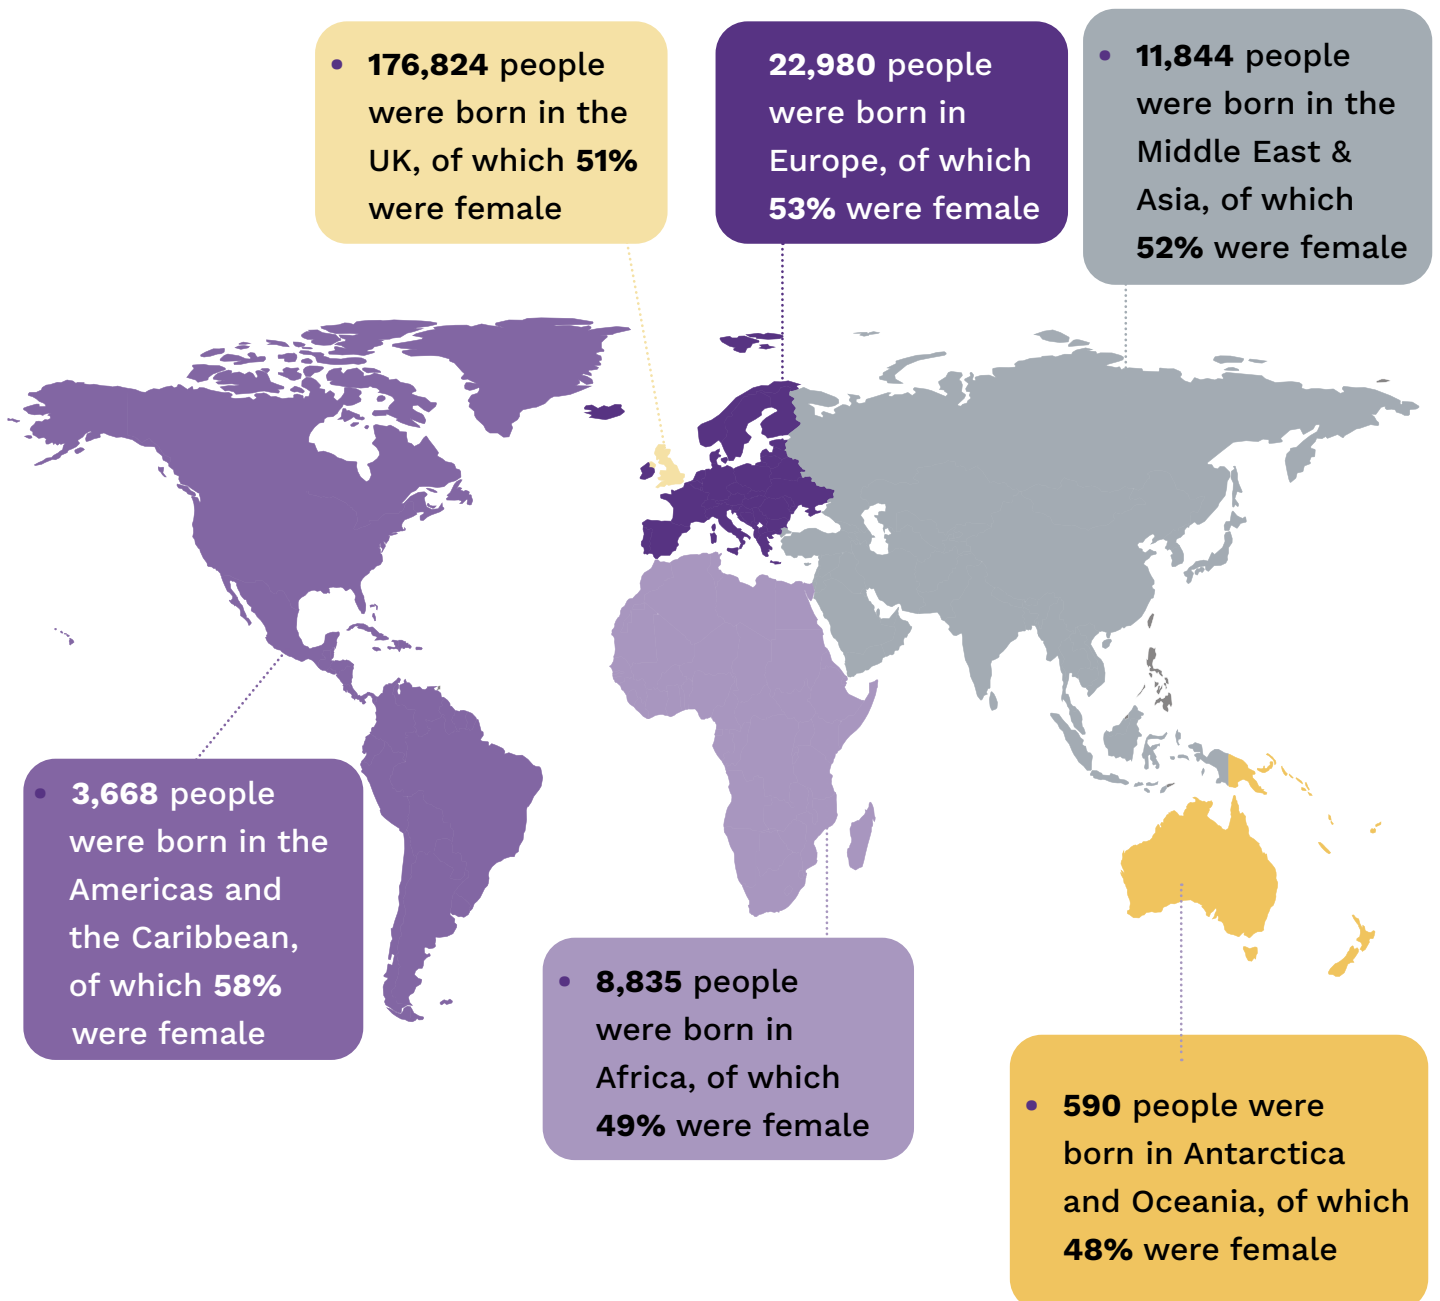 • 176,824 people
were born in the
UK, of which 51%
were female
22,980 people
were born in
Europe, of which
53% were female
• 11,844 people
were born in the
Middle East &
Asia, of which
52% were female
• 3,668 people
were born in the
Americas and
the Caribbean,
of which 58%
were female
• 8,835 people
were born in
Africa, of which
49% were female
• 590 people were
born in Antarctica
and Oceania, of which
48% were female